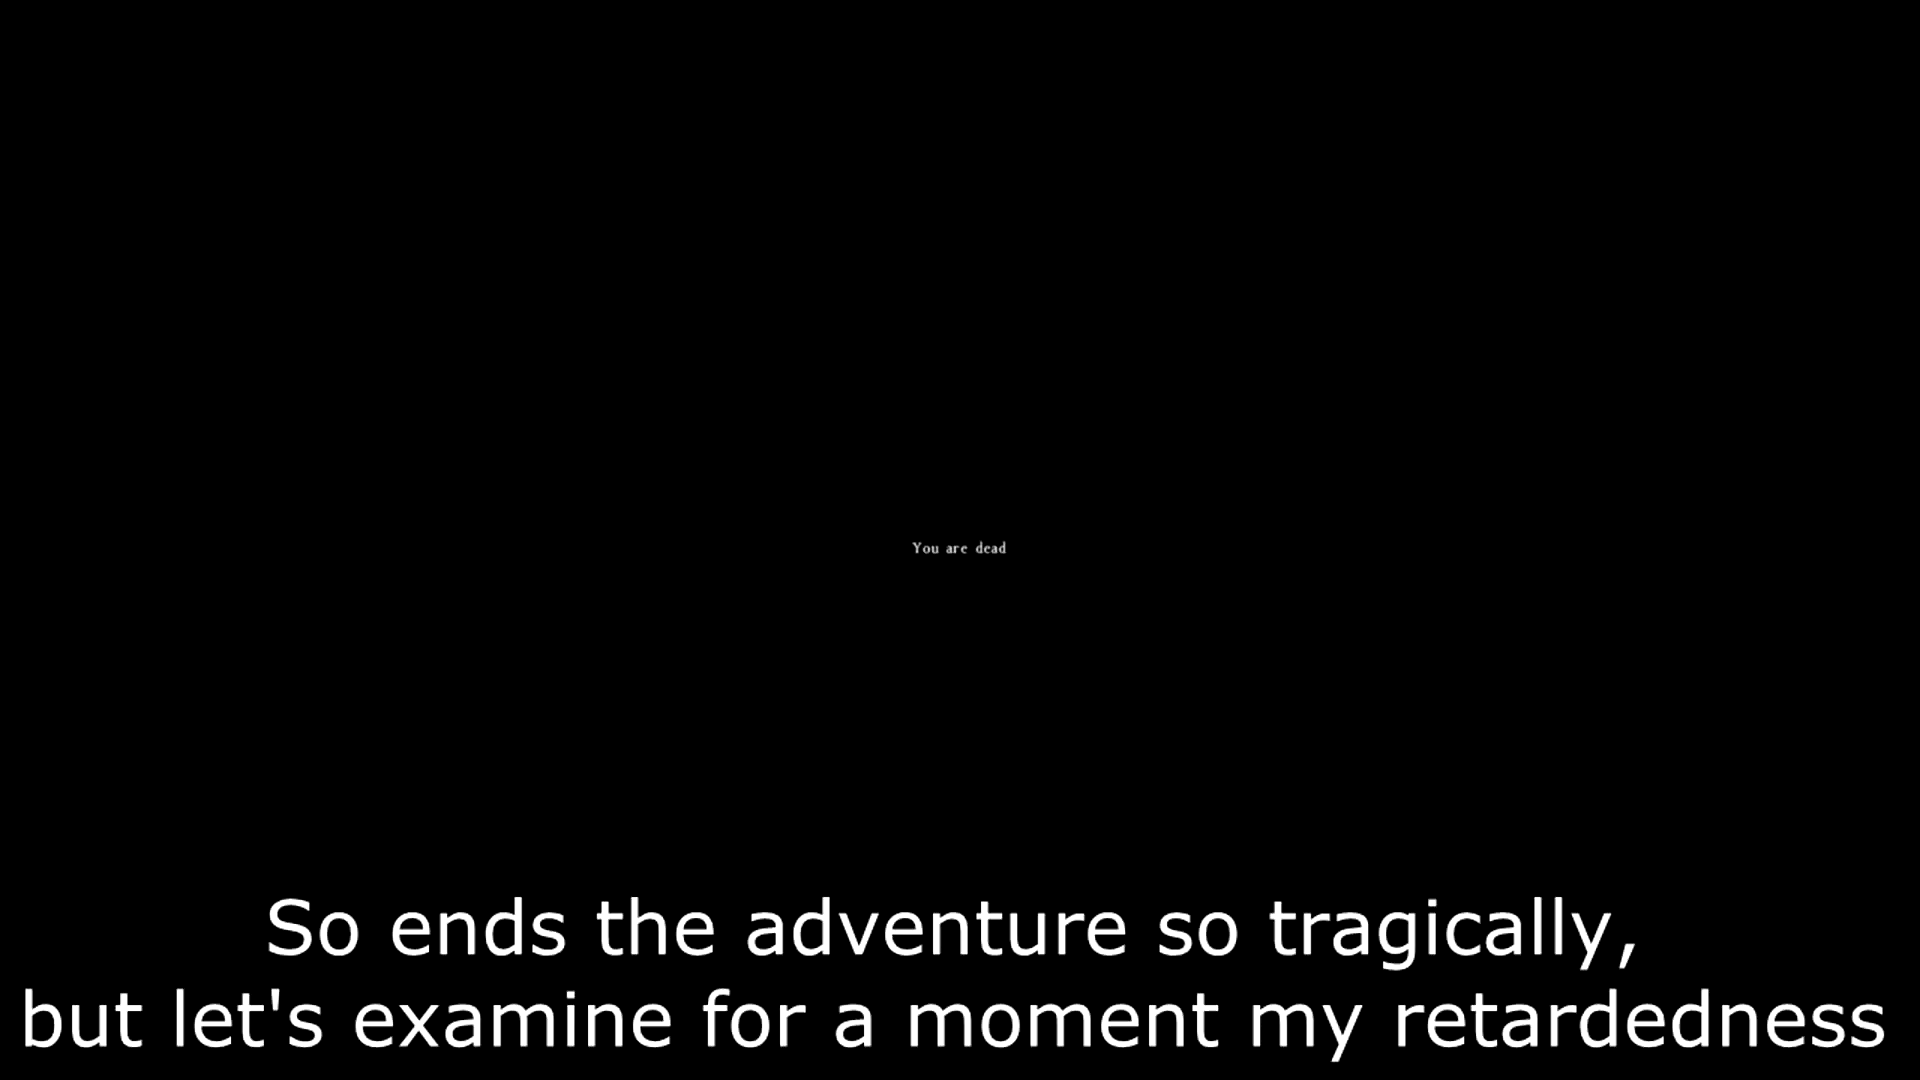 You are dead
So ends the adventure so tragically,
but let's examine for a moment my retardedness